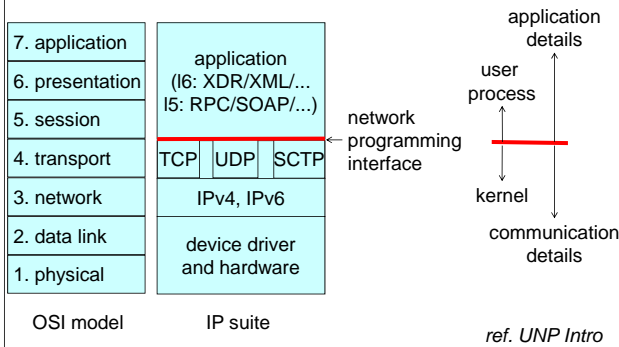 7. application
6. presentation
5. session
4. transport
3. network
2. data link
1. physical
OSI model
application
(l6: XDR/XML/...
l5: RPC/SOAP/...)
TCP
UDP
SCTP
IPv4, IPv6
device driver
and hardware
IP suite
network
programming
interface
user
process
kernel
application
details
communication
details
ref. UNP Intro